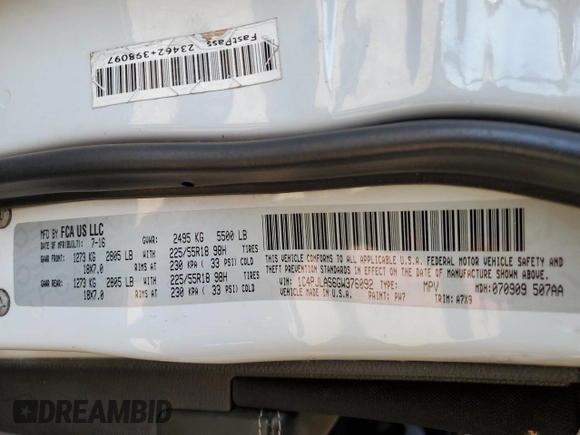 FastPass 23462+398097
MFD BY FCA US LLC
DATE OF MFR(BUILT): 7-16
GVWR: 2495 KG 5500 LB
GAWR FRONT: 1273 KG 2805 LB 225/55R18 98H TIRES
18X7.0 RIMS AT 230 KPA ( 33 PSI) COLD
GAWR REAR: 1273 KG 2805 LB 225/55R18 98H TIRES
18X7.0 RIMS AT 230 KPA ( 33 PSI) COLD
THIS VEHICLE CONFORMS TO ALL APPLICABLE U.S.A. FEDERAL MOTOR VEHICLE SAFETY AND
THEFT PREVENTION STANDARDS IN EFFECT ON THE DATE OF MANUFACTURE SHOWN ABOVE.
VIN: 1C4PJLAS6GW376092 TYPE: MPV MDH: 070909 507AA
VEHICLE MADE IN U.S.A. PAINT: PW7 TRIM: A7X9
DREAMBID